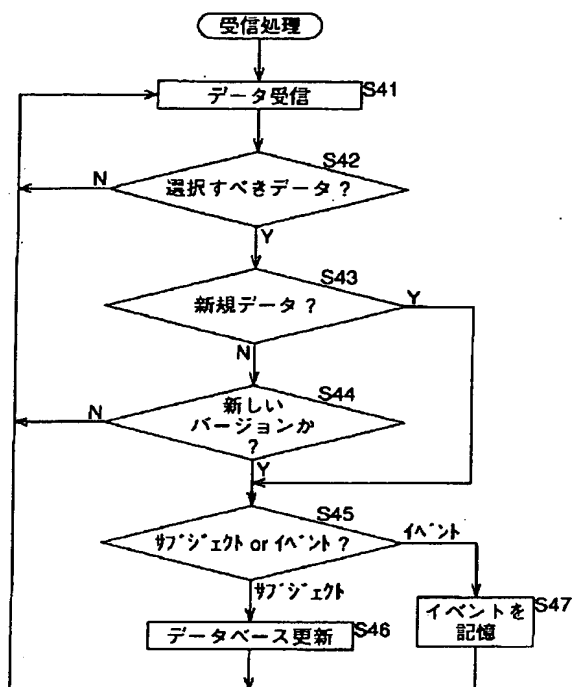 受信処理
データ受信
S41
S42
選択すべきデータ?
N
Y
S43
新規データ?
Y
N
S44
新しい
バージョンか
?
N
Y
S45
サブジェクト or イベント?
イベント
サブジェクト
データベース更新
S46
イベントを
記憶
S47